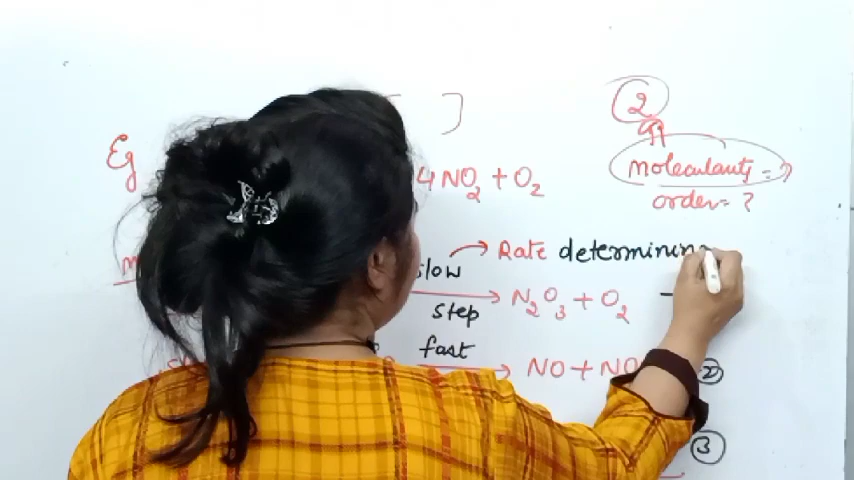 2
Eg 4NO2 + O2 molecularity = ?
order = ?
slow → Rate determining
step → N2O3 + O2
fast → NO + NO ②
③